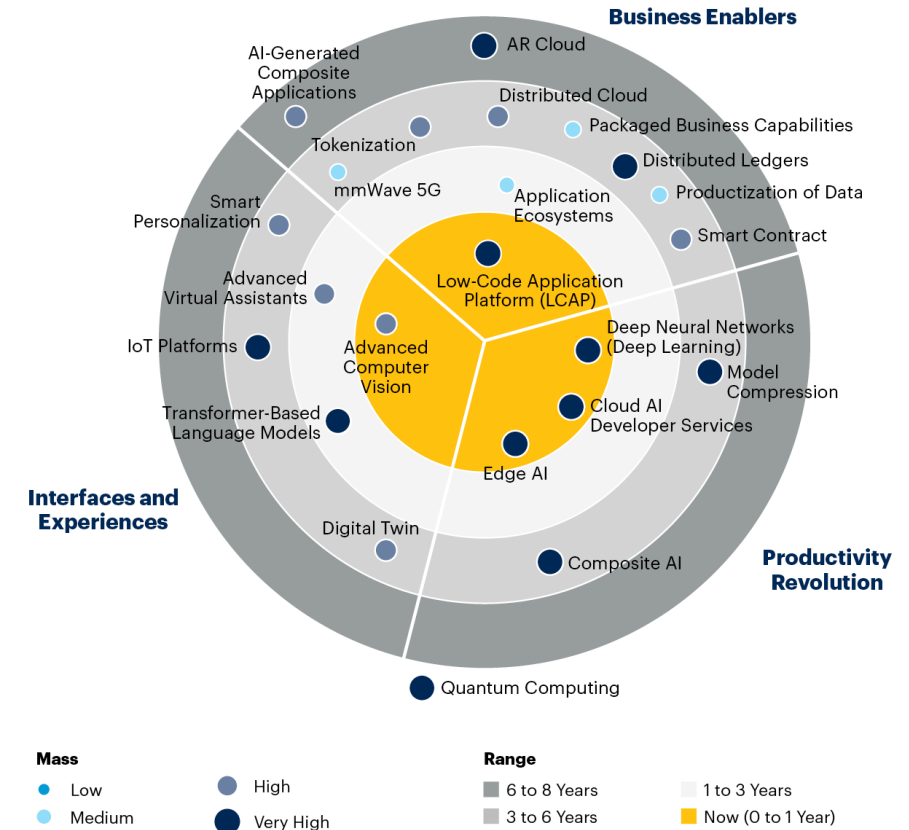 Business Enablers
AR Cloud
AI-Generated
Composite
Applications
Distributed Cloud
Tokenization
Packaged Business Capabilities
Distributed Ledgers
mmWave 5G
Application
Ecosystems
Productization of Data
Smart
Personalization
Smart Contract
Low-Code Application
Platform (LCAP)
Advanced
Virtual Assistants
Deep Neural Networks
(Deep Learning)
IoT Platforms
Advanced
Computer
Vision
Model
Compression
Transformer-Based
Language Models
Cloud AI
Developer Services
Edge AI
Interfaces and
Experiences
Digital Twin
Composite AI
Productivity
Revolution
Quantum Computing
Mass
Low
Medium
High
Very High
Range
6 to 8 Years
3 to 6 Years
1 to 3 Years
Now (0 to 1 Year)